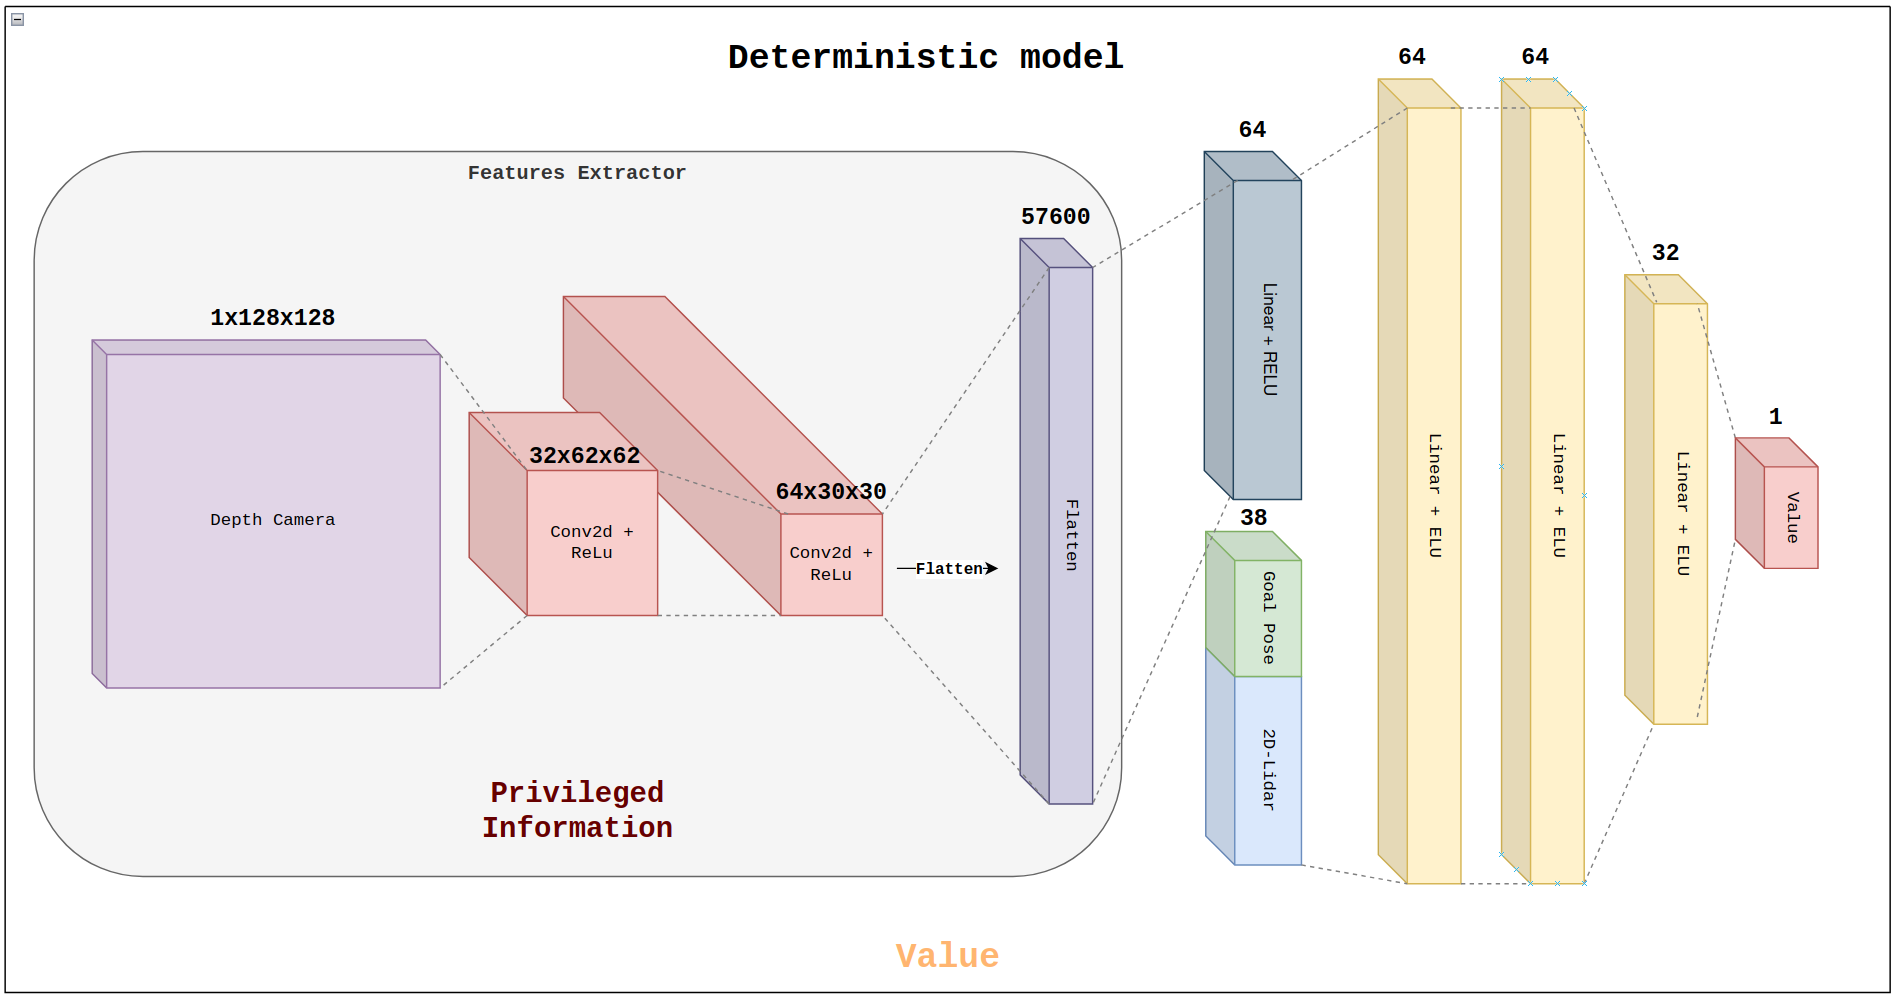 Deterministic model
Features Extractor
1x128x128
Depth Camera
32x62x62
Conv2d +
ReLu
64x30x30
Conv2d +
ReLu
Flatten
57600
Flatten
Privileged
Information
64
Linear + RELU
38
Goal Pose
2D-Lidar
64
Linear + ELU
64
Linear + ELU
32
Linear + ELU
1
Value
Value